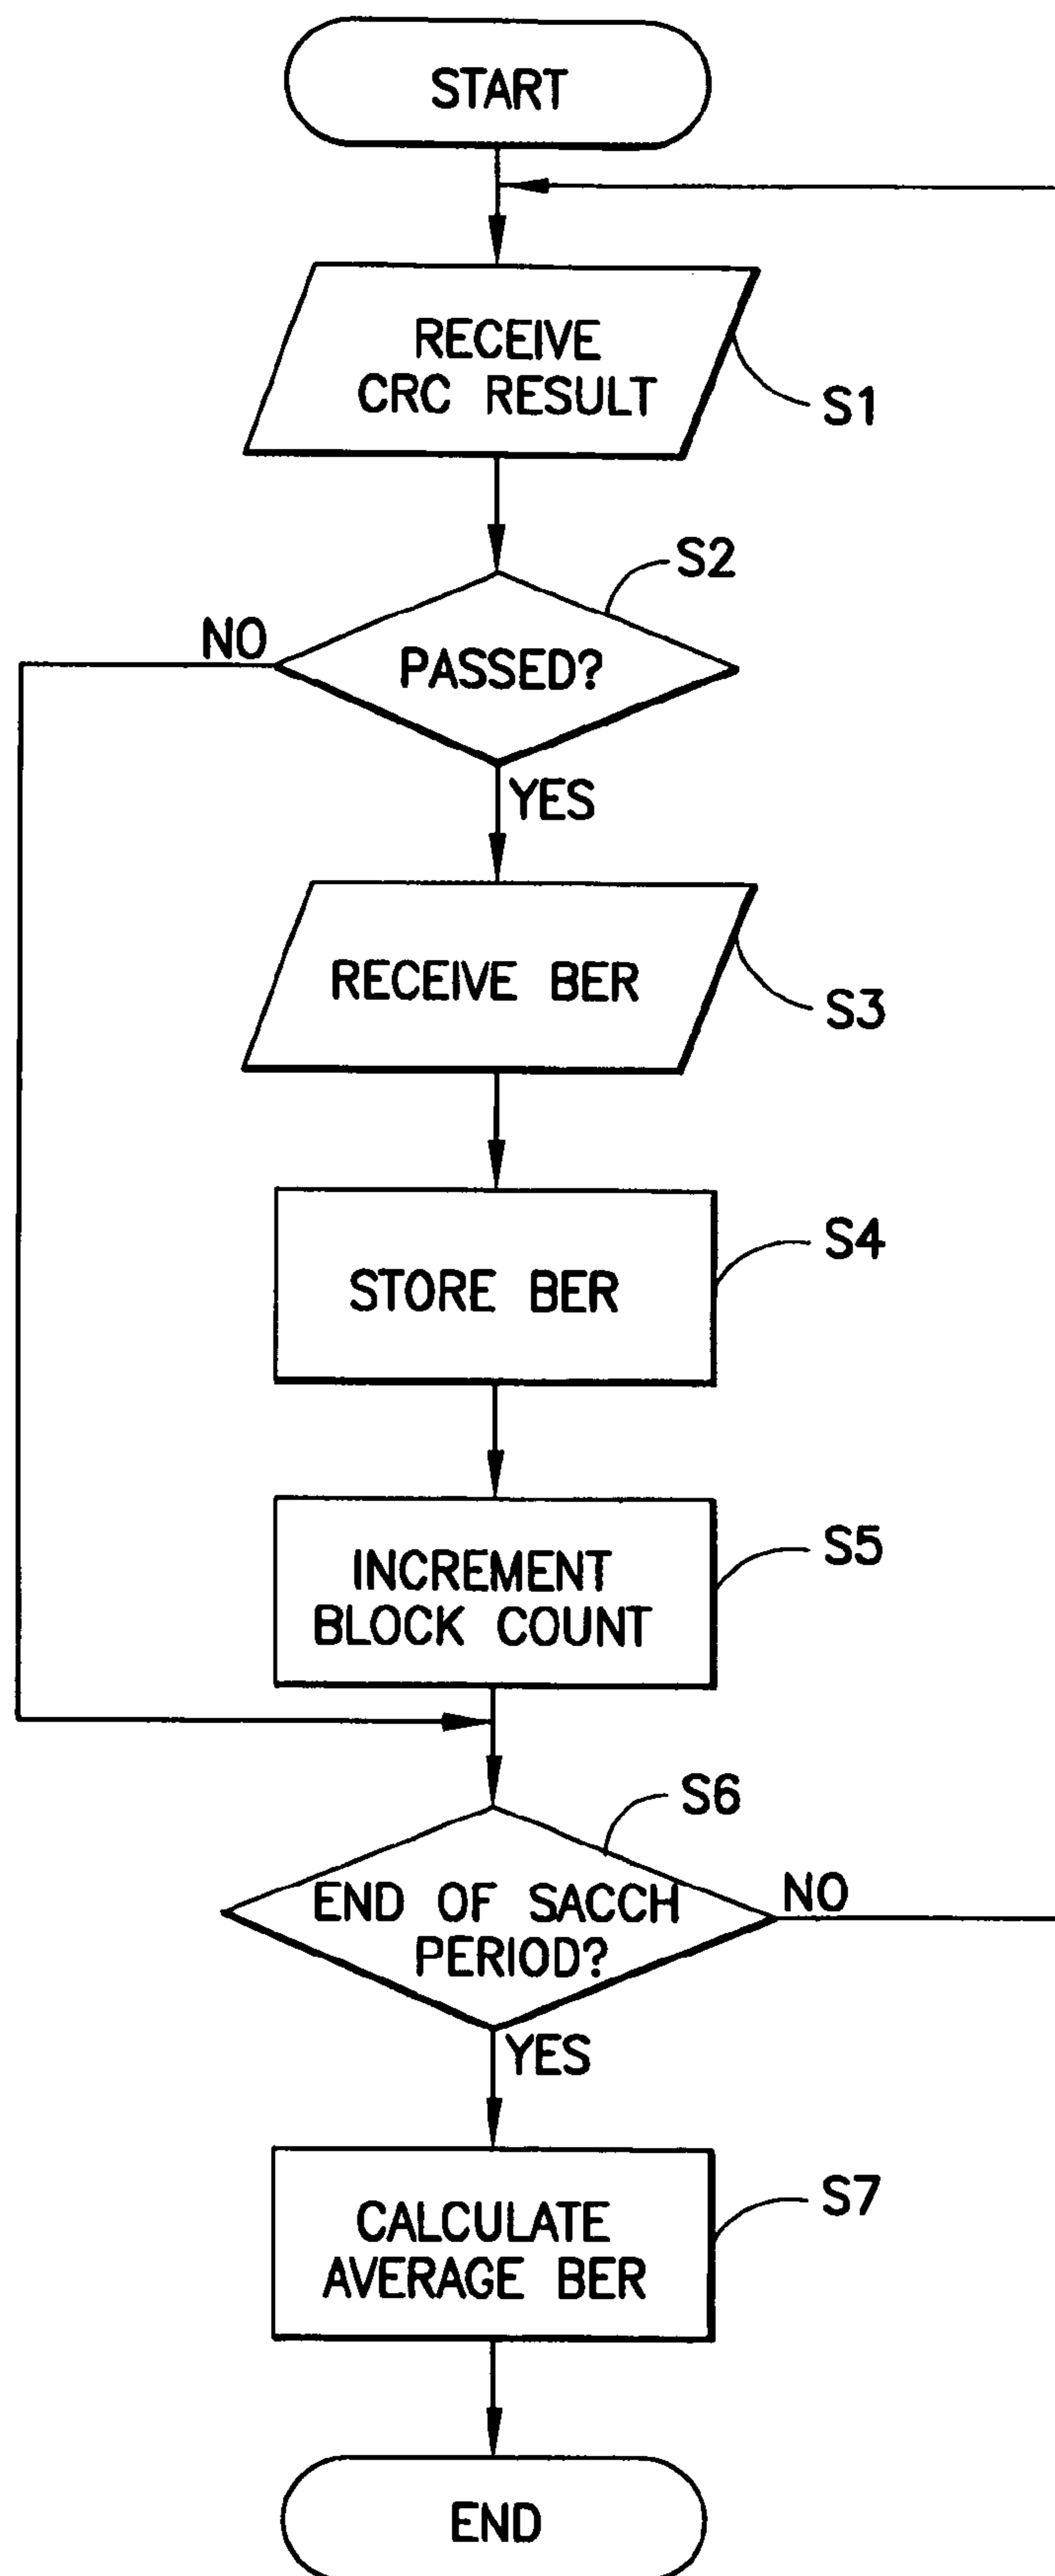 START
RECEIVE
CRC RESULT
S1
S2
NO
PASSED?
YES
RECEIVE BER
S3
STORE BER
S4
INCREMENT
BLOCK COUNT
S5
S6
END OF SACCH
PERIOD?
NO
YES
CALCULATE
AVERAGE BER
S7
END